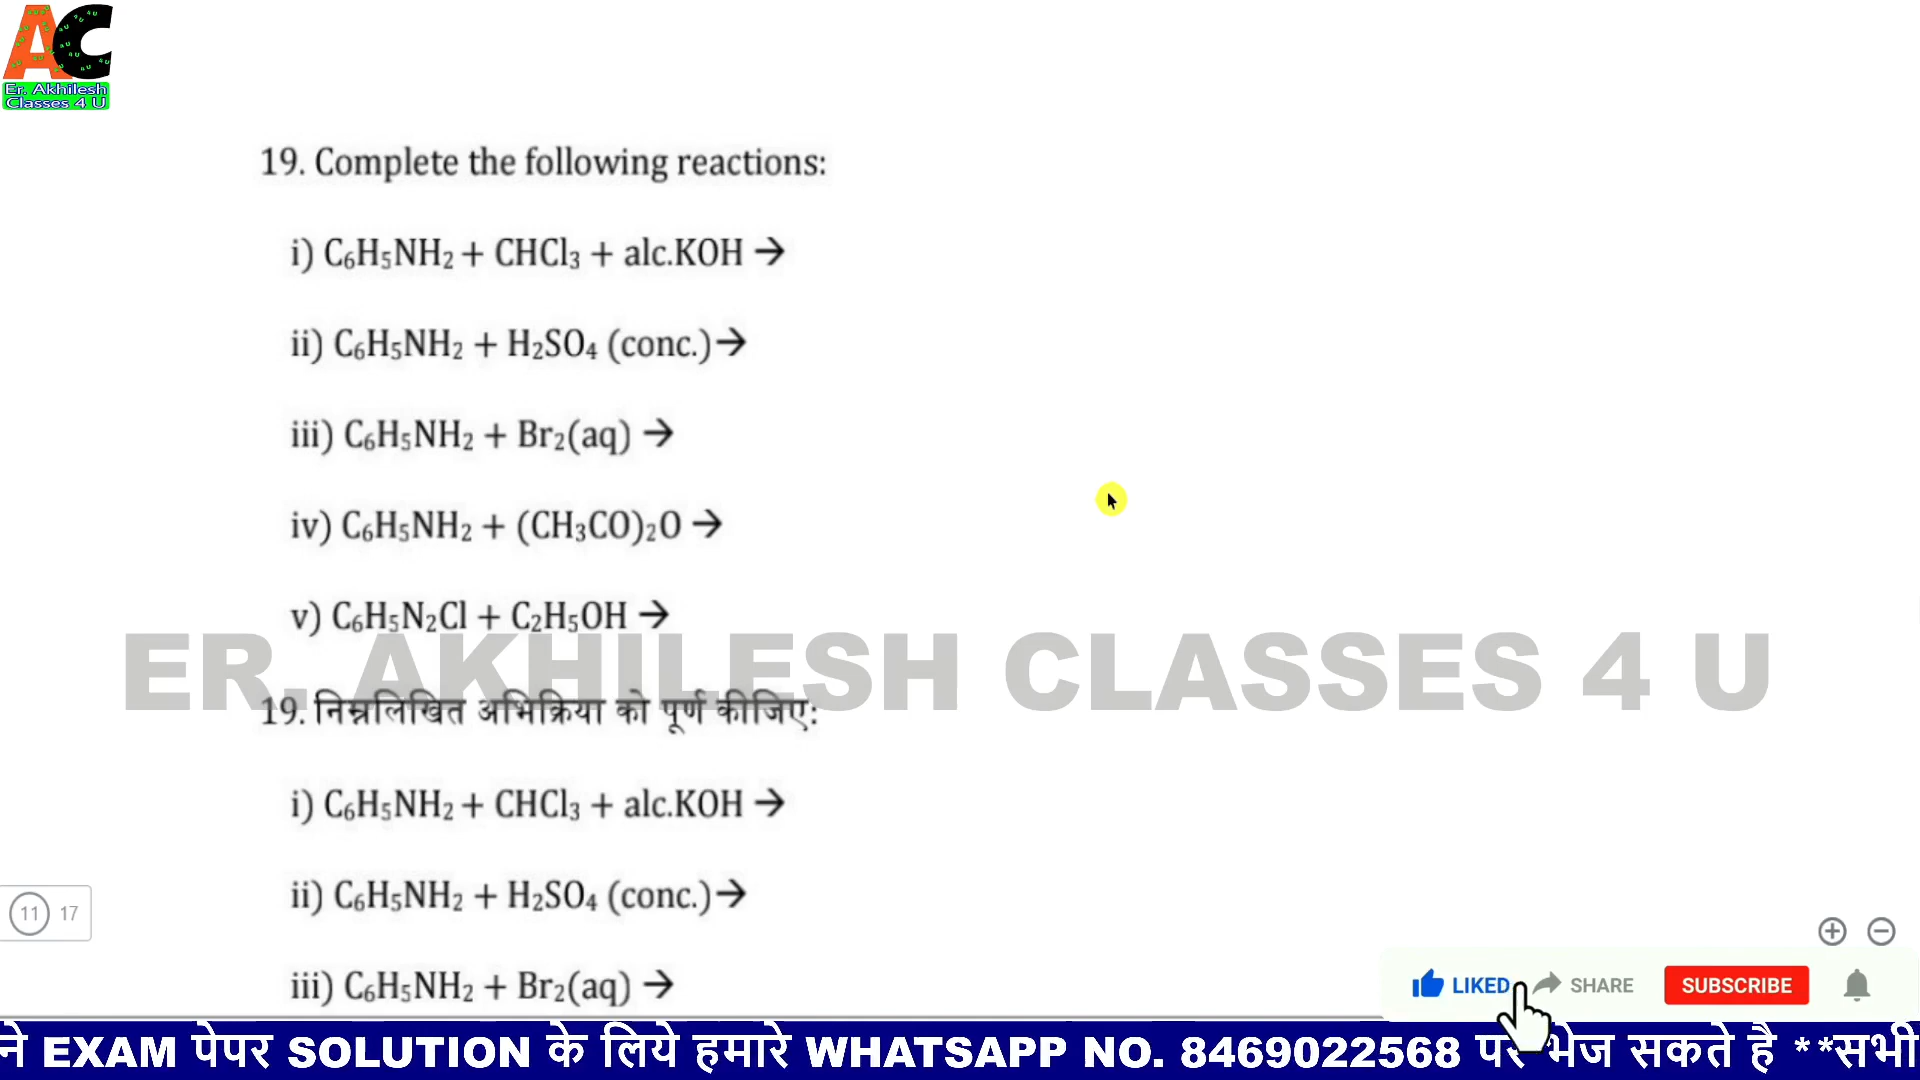 AC
Er. Akhilesh
Classes 4 U
19. Complete the following reactions:
i) C₆H₅NH₂ + CHCl₃ + alc.KOH →
ii) C₆H₅NH₂ + H₂SO₄ (conc.)→
iii) C₆H₅NH₂ + Br₂(aq) →
iv) C₆H₅NH₂ + (CH₃CO)₂O →
v) C₆H₅N₂Cl + C₂H₅OH →
ER. AKHILESH CLASSES 4 U
19. निम्नलिखित अभिक्रिया को पूर्ण कीजिए:
i) C₆H₅NH₂ + CHCl₃ + alc.KOH →
ii) C₆H₅NH₂ + H₂SO₄ (conc.)→
11 17
iii) C₆H₅NH₂ + Br₂(aq) →
LIKED SHARE SUBSCRIBE
ने EXAM पेपर SOLUTION के लिये हमारे WHATSAPP NO. 8469022568 पर भेज सकते है **सभी